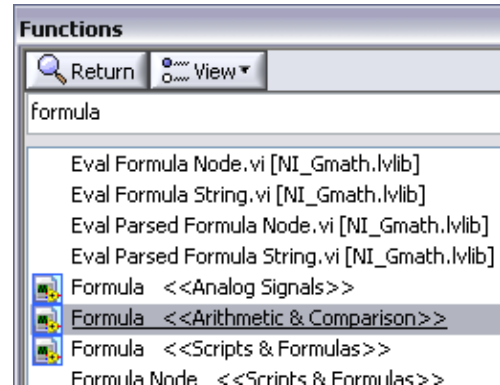 Functions
Return View
formula
Eval Formula Node.vi [NI_Gmath.lvlib]
Eval Formula String.vi [NI_Gmath.lvlib]
Eval Parsed Formula Node.vi [NI_Gmath.lvlib]
Eval Parsed Formula String.vi [NI_Gmath.lvlib]
Formula <<Analog Signals>>
Formula <<Arithmetic & Comparison>>
Formula <<Scripts & Formulas>>
Formula Node <<Scripts & Formulas>>